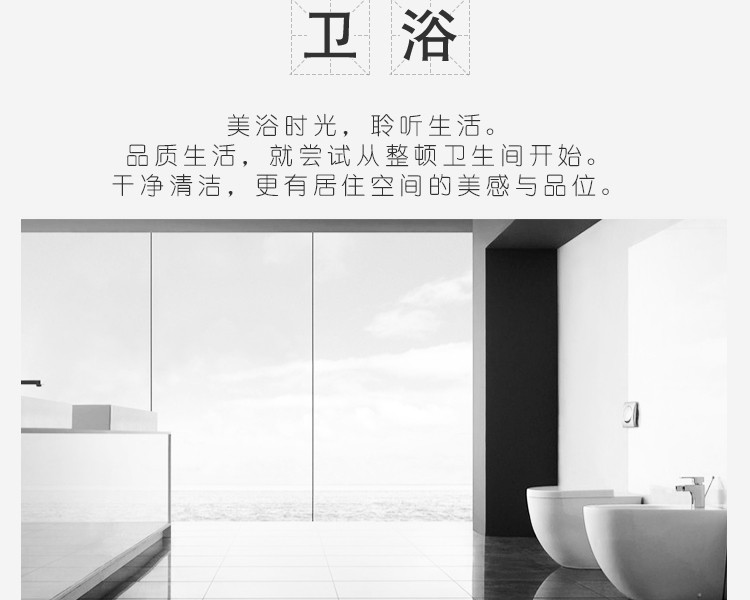 卫 浴
美浴时光，聆听生活。
品质生活，就尝试从整顿卫生间开始。
干净清洁，更有居住空间的美感与品位。